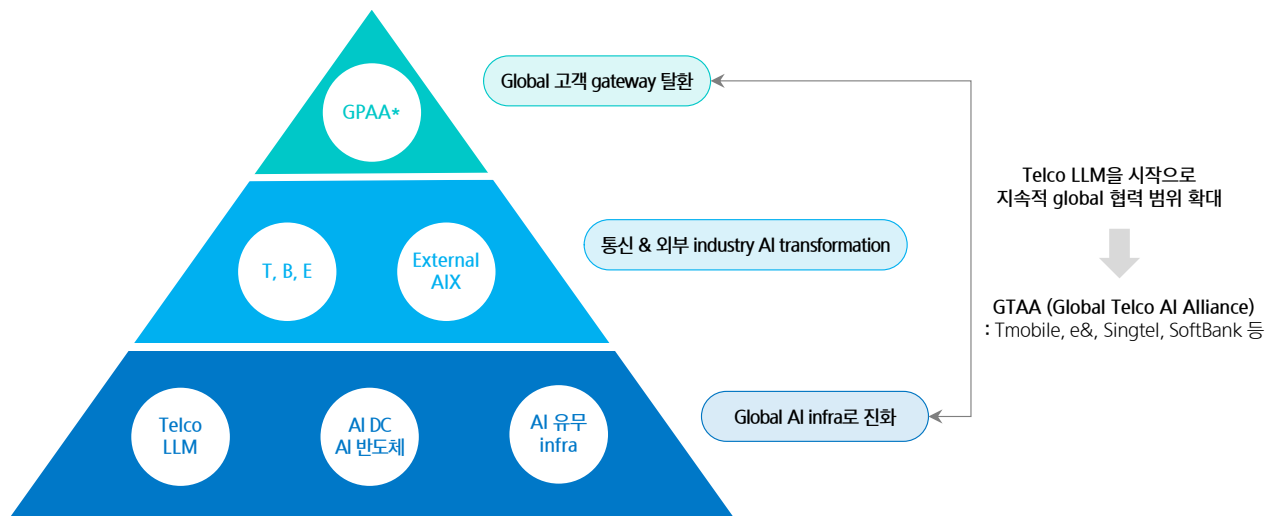 GPAA*
Global 고객 gateway 탈환
T, B, E
External
AIX
통신 & 외부 industry AI transformation
Telco
LLM
AI DC
AI 반도체
AI 유무
infra
Global AI infra로 진화
Telco LLM을 시작으로
지속적 global 협력 범위 확대
GTAA (Global Telco AI Alliance)
: Tmobile, e&, Singtel, SoftBank 등